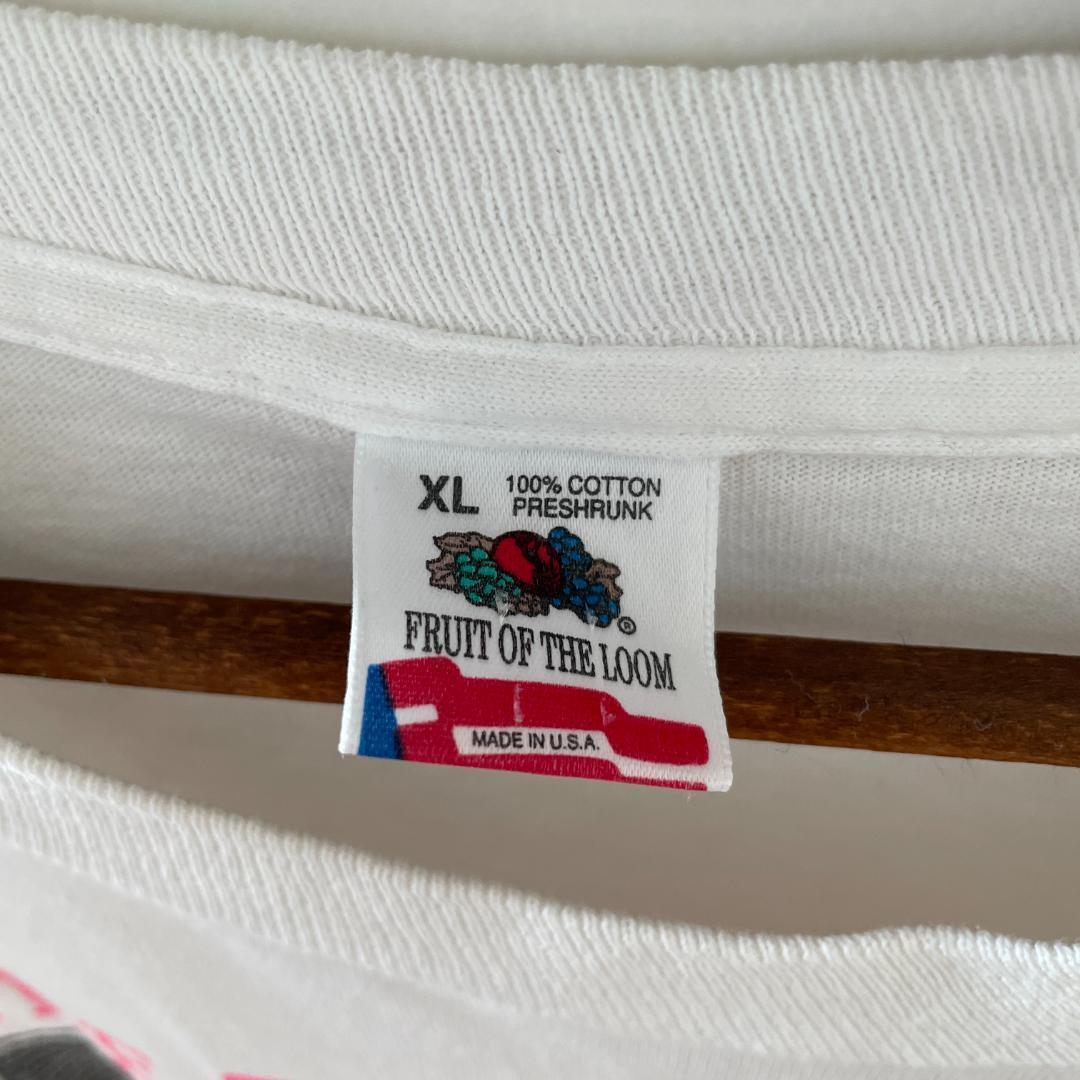 XL
100% COTTON
PRESHRUNK
®
FRUIT OF THE LOOM
MADE IN U.S.A.